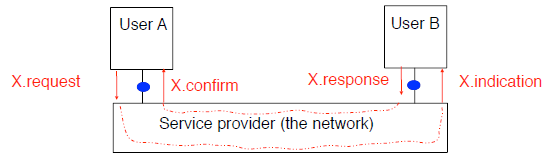 User A
User B
X.request
X.confirm
X.response
X.indication
Service provider (the network)